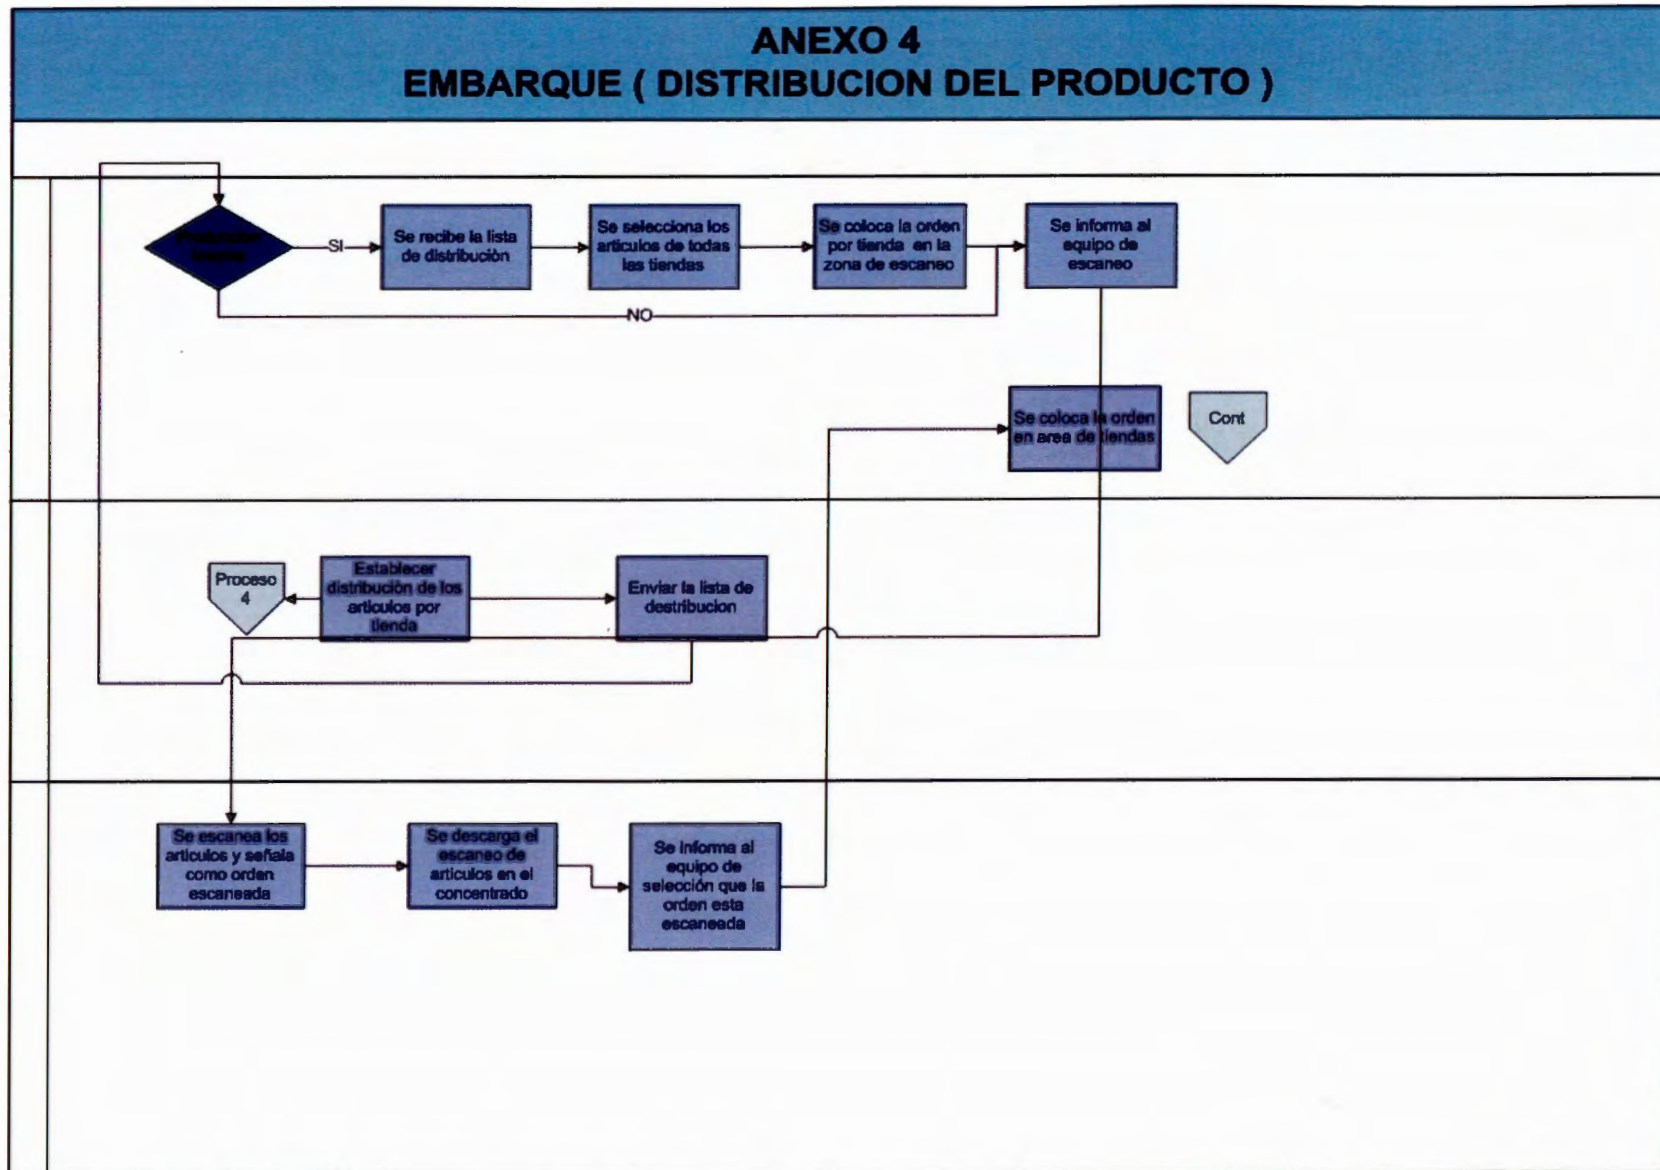 ANEXO 4
EMBARQUE ( DISTRIBUCION DEL PRODUCTO )
SI
Se recibe la lista
de distribución
Se selecciona los
articulos de todas
las tiendas
Se coloca la orden
por tienda en la
zona de escaneo
Se informa al
equipo de
escaneo
NO
Se coloca la orden
en area de tiendas
Cont
Proceso
4
Establecer
distribución de los
articulos por
tienda
Enviar la lista de
destribucion
Se escanea los
articulos y señala
como orden
escaneada
Se descarga el
escaneo de
articulos en el
concentrado
Se informa al
equipo de
selección que la
orden esta
escaneada